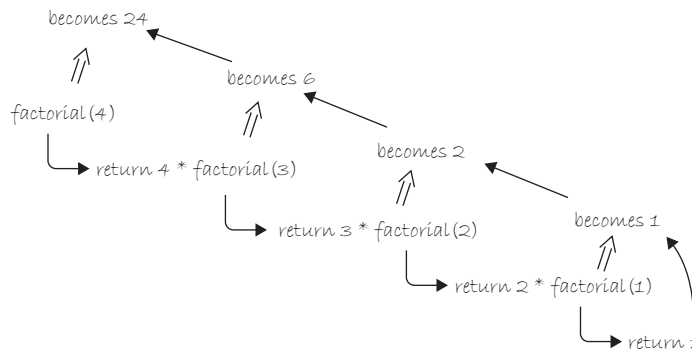 becomes 24
becomes 6
factorial(4)
becomes 2
return 4 * factorial(3)
becomes 1
return 3 * factorial(2)
return 2 * factorial(1)
return